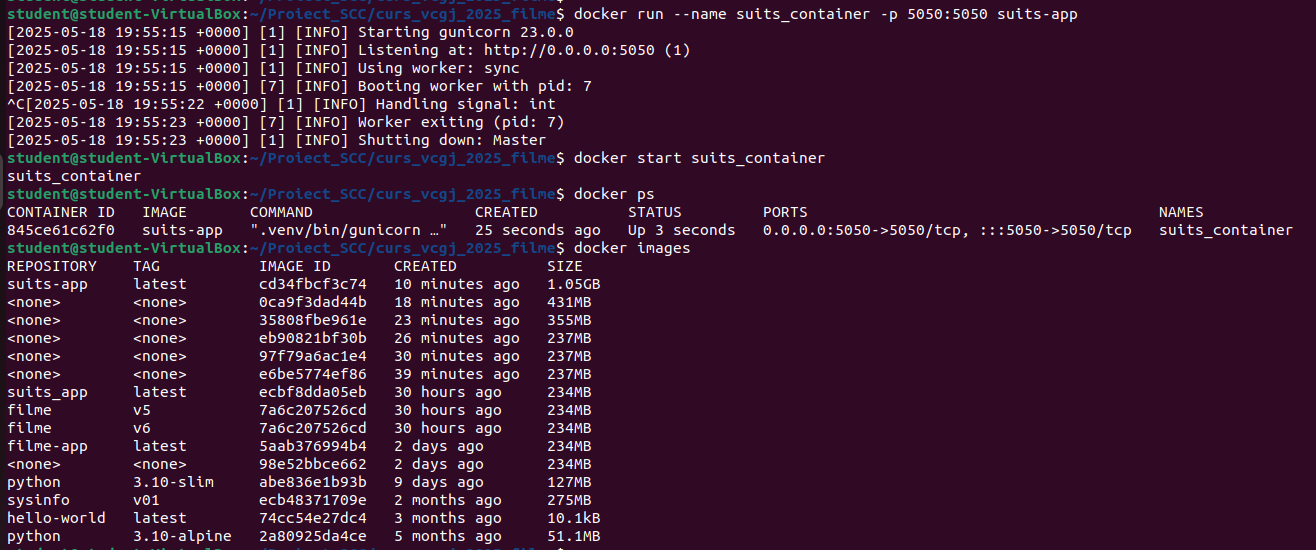 student@student-VirtualBox:~/Proiect_SCC/curs_vcgj_2025_filme$ docker run --name suits_container -p 5050:5050 suits-app
[2025-05-18 19:55:15 +0000] [1] [INFO] Starting gunicorn 23.0.0
[2025-05-18 19:55:15 +0000] [1] [INFO] Listening at: http://0.0.0.0:5050 (1)
[2025-05-18 19:55:15 +0000] [1] [INFO] Using worker: sync
[2025-05-18 19:55:15 +0000] [7] [INFO] Booting worker with pid: 7
^C[2025-05-18 19:55:22 +0000] [1] [INFO] Handling signal: int
[2025-05-18 19:55:23 +0000] [7] [INFO] Worker exiting (pid: 7)
[2025-05-18 19:55:23 +0000] [1] [INFO] Shutting down: Master
student@student-VirtualBox:~/Proiect_SCC/curs_vcgj_2025_filme$ docker start suits_container
suits_container
student@student-VirtualBox:~/Proiect_SCC/curs_vcgj_2025_filme$ docker ps
CONTAINER ID   IMAGE       COMMAND                  CREATED          STATUS         PORTS                                       NAMES
845ce61c62f0   suits-app   ".venv/bin/gunicorn …"   25 seconds ago   Up 3 seconds   0.0.0.0:5050->5050/tcp, :::5050->5050/tcp   suits_container
student@student-VirtualBox:~/Proiect_SCC/curs_vcgj_2025_filme$ docker images
REPOSITORY    TAG           IMAGE ID       CREATED          SIZE
suits-app     latest        cd34fbcf3c74   10 minutes ago   1.05GB
<none>        <none>        0ca9f3dad44b   18 minutes ago   431MB
<none>        <none>        35808fbe961e   23 minutes ago   355MB
<none>        <none>        eb90821bf30b   26 minutes ago   237MB
<none>        <none>        97f79a6ac1e4   30 minutes ago   237MB
<none>        <none>        e6be5774ef86   39 minutes ago   237MB
suits_app     latest        ecbf8dda05eb   30 hours ago     234MB
filme         v5            7a6c207526cd   30 hours ago     234MB
filme         v6            7a6c207526cd   30 hours ago     234MB
filme-app     latest        5aab376994b4   2 days ago       234MB
<none>        <none>        98e52bbce662   2 days ago       234MB
python        3.10-slim     abe836e1b93b   9 days ago       127MB
sysinfo       v01           ecb48371709e   2 months ago     275MB
hello-world   latest        74cc54e27dc4   3 months ago     10.1kB
python        3.10-alpine   2a80925da4ce   5 months ago     51.1MB